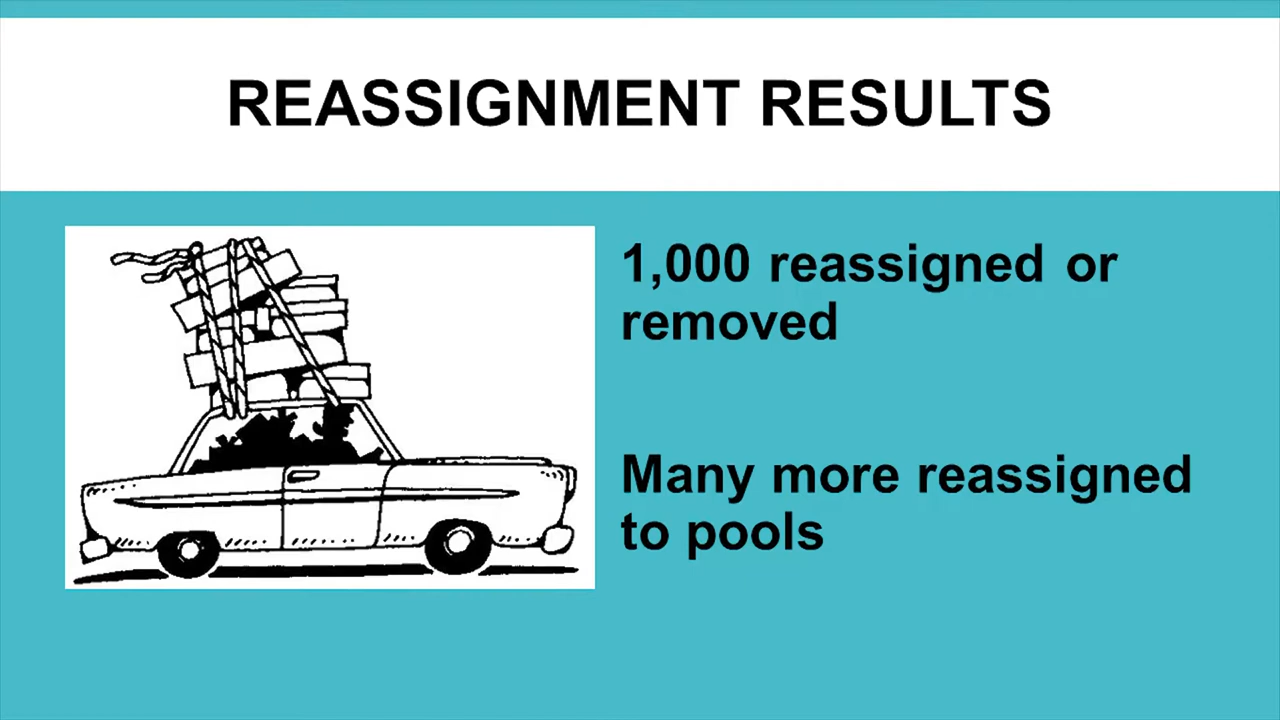 REASSIGNMENT RESULTS
1,000 reassigned or
removed
Many more reassigned
to pools